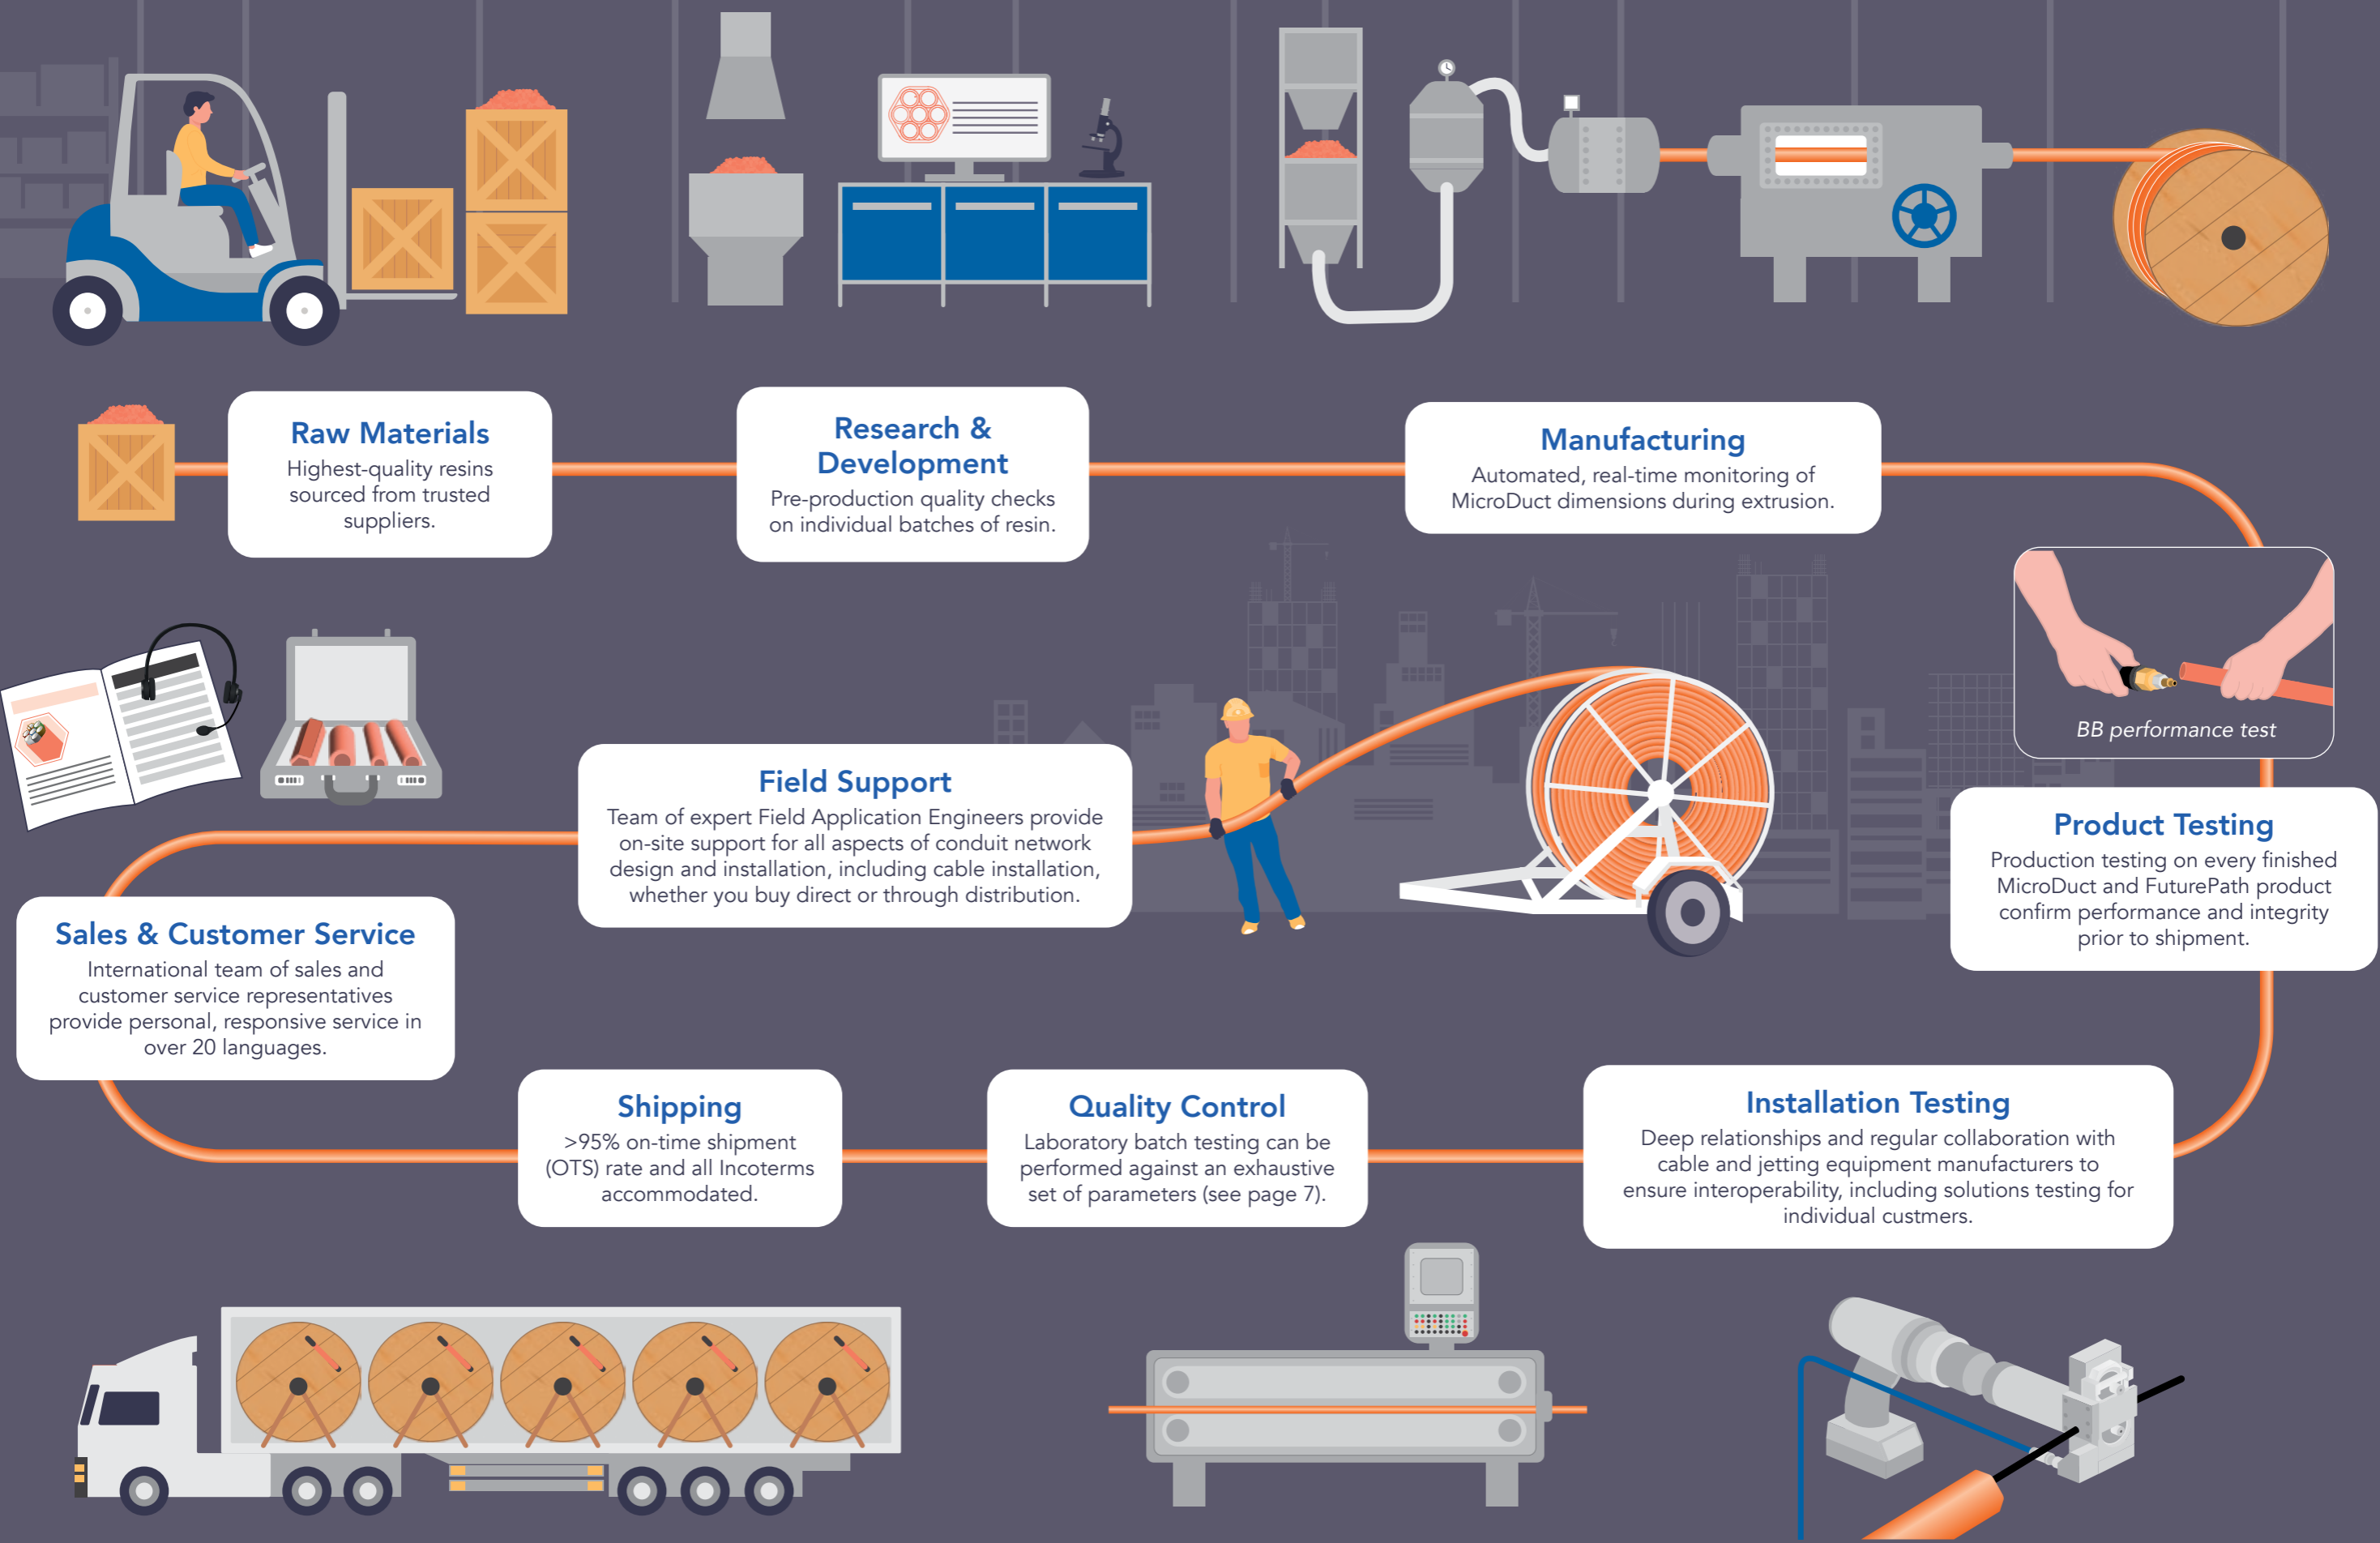 Raw Materials
Highest-quality resins
sourced from trusted
suppliers.
Research &
Development
Pre-production quality checks
on individual batches of resin.
Manufacturing
Automated, real-time monitoring of
MicroDuct dimensions during extrusion.
BB performance test
Product Testing
Production testing on every finished
MicroDuct and FuturePath product
confirm performance and integrity
prior to shipment.
Installation Testing
Deep relationships and regular collaboration with
cable and jetting equipment manufacturers to
ensure interoperability, including solutions testing for
individual custmers.
Quality Control
Laboratory batch testing can be
performed against an exhaustive
set of parameters (see page 7).
Shipping
>95% on-time shipment
(OTS) rate and all Incoterms
accommodated.
Sales & Customer Service
International team of sales and
customer service representatives
provide personal, responsive service in
over 20 languages.
Field Support
Team of expert Field Application Engineers provide
on-site support for all aspects of conduit network
design and installation, including cable installation,
whether you buy direct or through distribution.